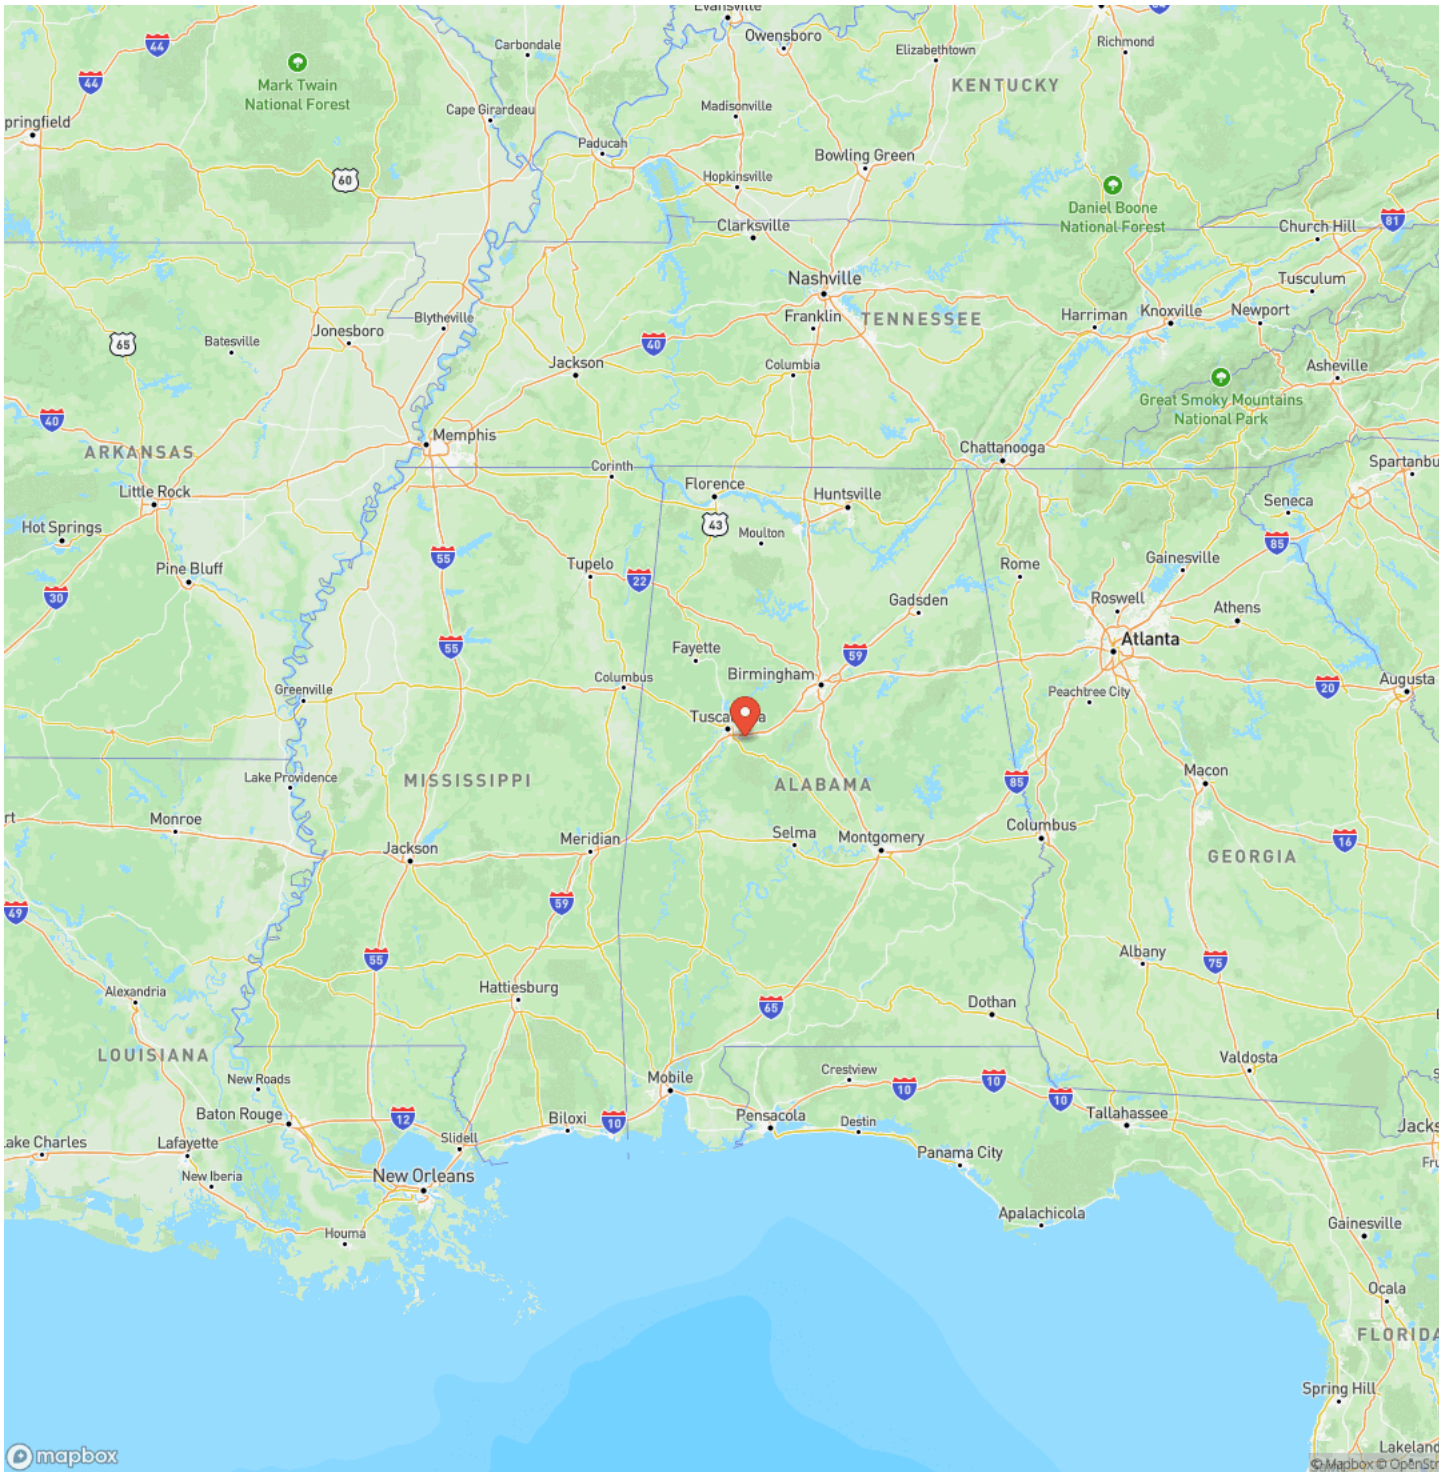 Evansville
Owensboro
Carbondale
Elizabethtown
Richmond
44
44
Mark Twain
National Forest
KENTUCKY
Cape Girardeau
Madisonville
pringfield
Paducah
Bowling Green
60
Hopkinsville
Daniel Boone
National Forest
Clarksville
Church Hill
81
Nashville
Tusculum
Franklin
TENNESSEE
Harriman
Knoxville
Newport
Blytheville
Jonesboro
65
Batesville
40
Jackson
Columbia
Asheville
Great Smoky Mountains
National Park
40
Memphis
ARKANSAS
Chattanooga
Corinth
Spartanbu
Little Rock
Florence
Huntsville
Seneca
Hot Springs
43
Moulton
85
55
Tupelo
Pine Bluff
22
Rome
Gainesville
30
Gadsden
Roswell
Athens
Atlanta
55
Fayette
59
Birmingham
Columbus
Greenville
Peachtree City
20
Augusta
Tusca a
Lake Providence
MISSISSIPPI
ALABAMA
85
Macon
rt
Monroe
Meridian
Selma
Montgomery
Columbus
16
Jackson
GEORGIA
59
49
55
Albany
75
Alexandria
Hattiesburg
65
Dothan
LOUISIANA
Valdosta
New Roads
Mobile
Crestview
10
10
10
Baton Rouge
12
Biloxi
10
Pensacola
Destin
Tallahassee
Jacks
ake Charles
Lafayette
Slidell
Panama City
Fru
New Iberia
New Orleans
Apalachicola
Houma
Gainesville
Ocala
FLORIDA
Spring Hill
Lakeland
mapbox
© Mapbox © OpenStr